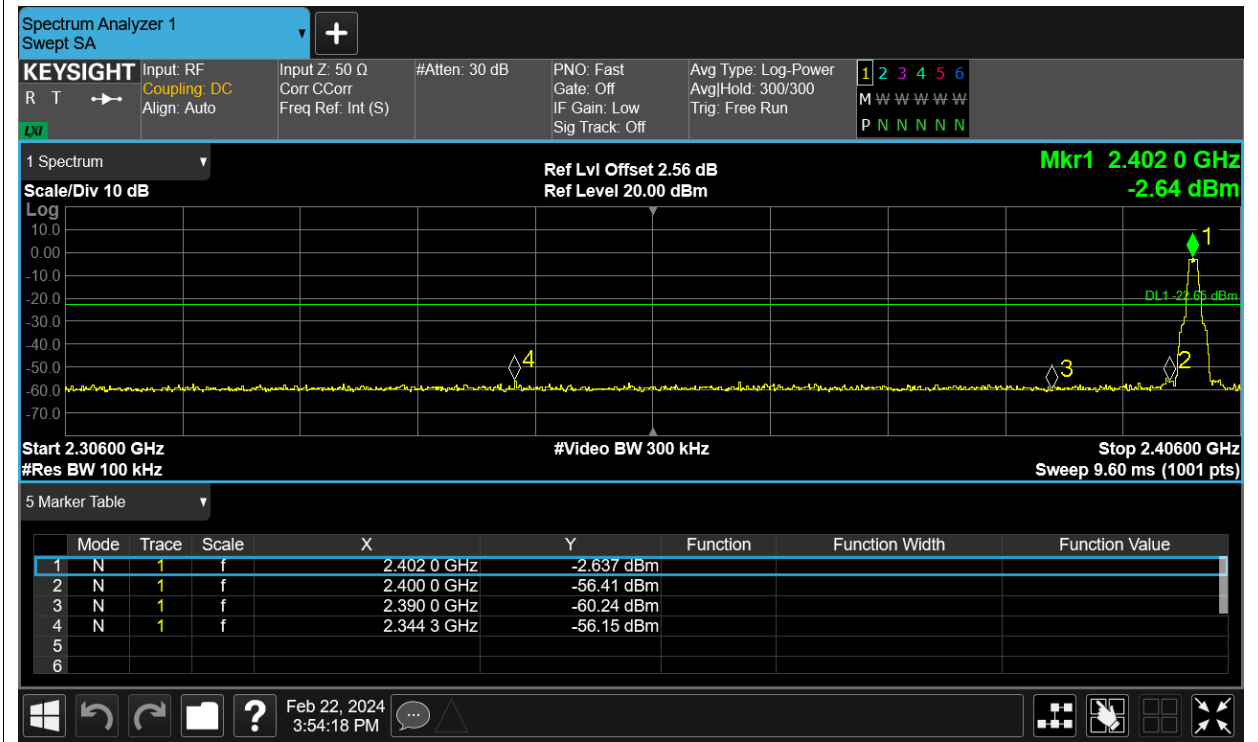 Spectrum Analyzer 1
Swept SA
KEYSIGHT
R T
LXI
Input: RF
Coupling: DC
Align: Auto
Input Z: 50 Ω
Corr CCorr
Freq Ref: Int (S)
#Atten: 30 dB
PNO: Fast
Gate: Off
IF Gain: Low
Sig Track: Off
Avg Type: Log-Power
Avg|Hold: 300/300
Trig: Free Run
1 2 3 4 5 6
M W W W W W
P N N N N N
1 Spectrum
Scale/Div 10 dB
Ref Lvl Offset 2.56 dB
Ref Level 20.00 dBm
Mkr1 2.402 0 GHz
-2.64 dBm
Log
10.0
0.00
-10.0
-20.0
-30.0
-40.0
-50.0
-60.0
-70.0
1
DL1 -22.65 dBm
4
3
2
Start 2.30600 GHz
#Res BW 100 kHz
#Video BW 300 kHz
Stop 2.40600 GHz
Sweep 9.60 ms (1001 pts)
5 Marker Table
Mode Trace Scale X Y Function Function Width Function Value
1 N 1 f 2.402 0 GHz -2.637 dBm
2 N 1 f 2.400 0 GHz -56.41 dBm
3 N 1 f 2.390 0 GHz -60.24 dBm
4 N 1 f 2.344 3 GHz -56.15 dBm
5
6
?
Feb 22, 2024
3:54:18 PM